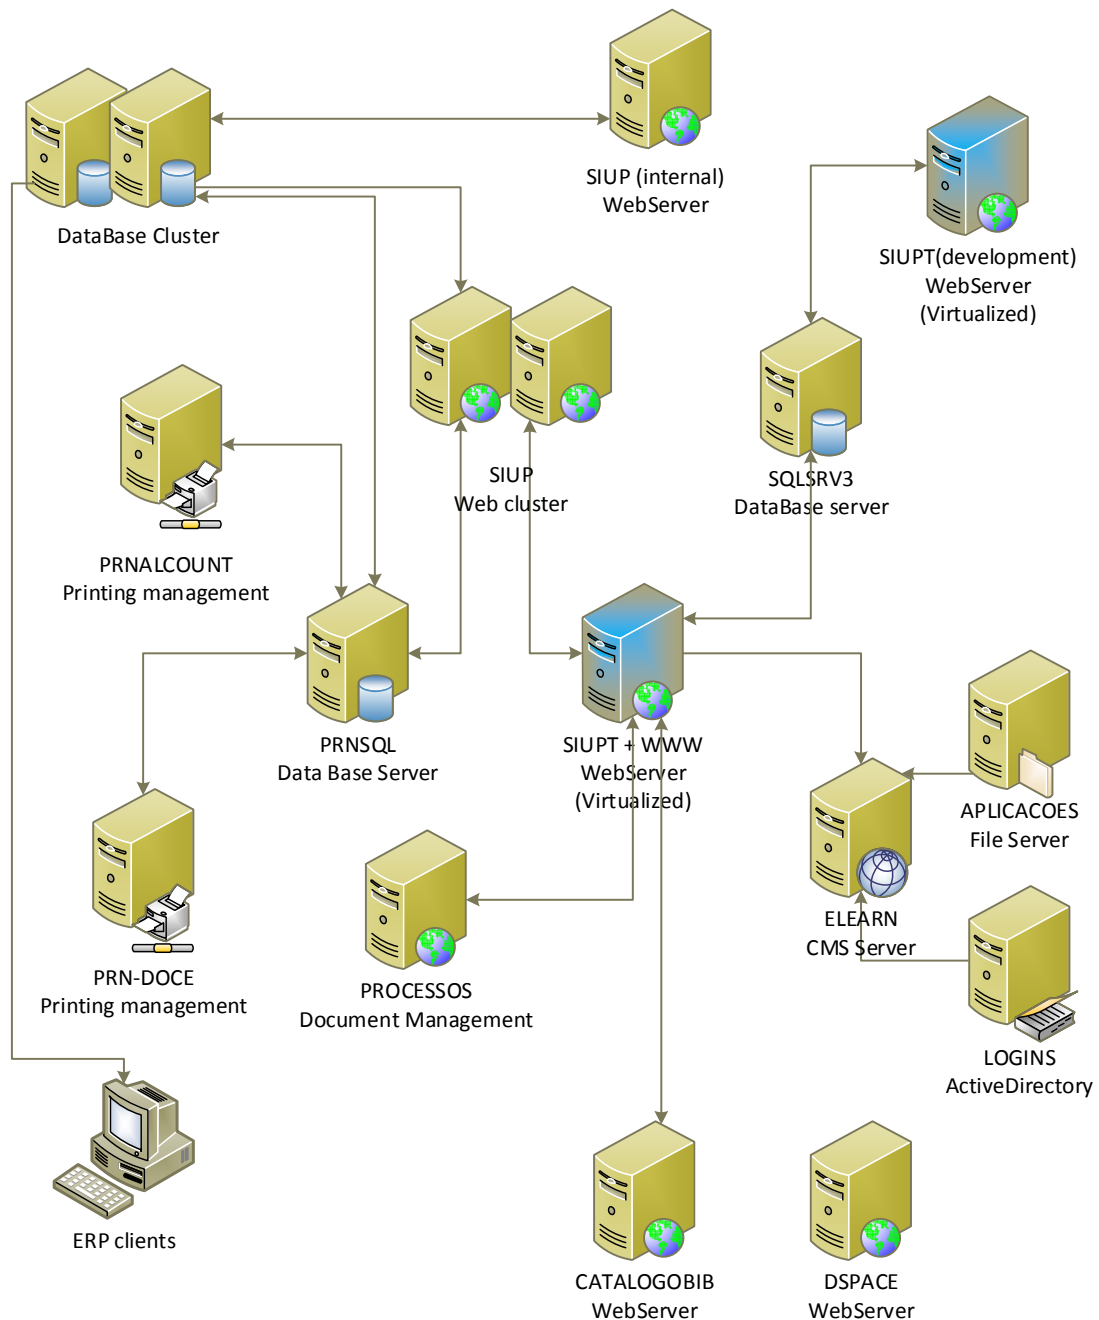 SIUP (internal)
WebServer
DataBase Cluster
SIUPT(development)
WebServer
(Virtualized)
SIUP
Web cluster
SQLSRV3
DataBase server
PRNALCOUNT
Printing management
PRNSQL
Data Base Server
SIUPT + WWW
WebServer
(Virtualized)
APLICACOES
File Server
ELEARN
CMS Server
PRN-DOCE
Printing management
PROCESSOS
Document Management
LOGINS
ActiveDirectory
ERP clients
CATALOGOBIB
WebServer
DSPACE
WebServer